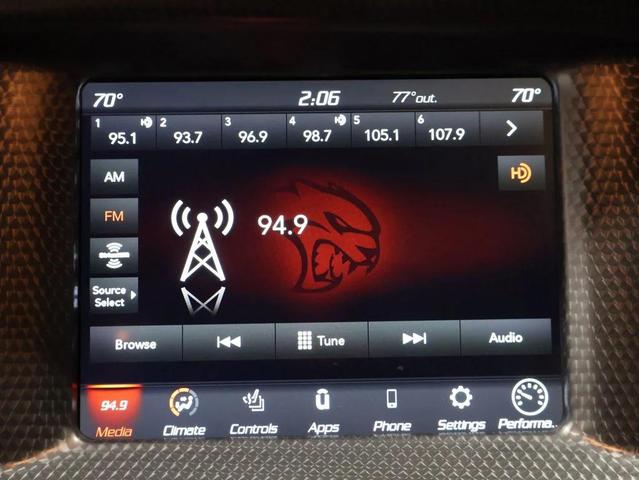 70° 2:06 77° out. 70°
1 2 3 4 5 6
95.1 93.7 96.9 98.7 105.1 107.9
AM
HD
FM
94.9
SiriusXM
Source
Select
Browse Tune Audio
94.9
Media Climate Controls Apps Phone Settings Performa..